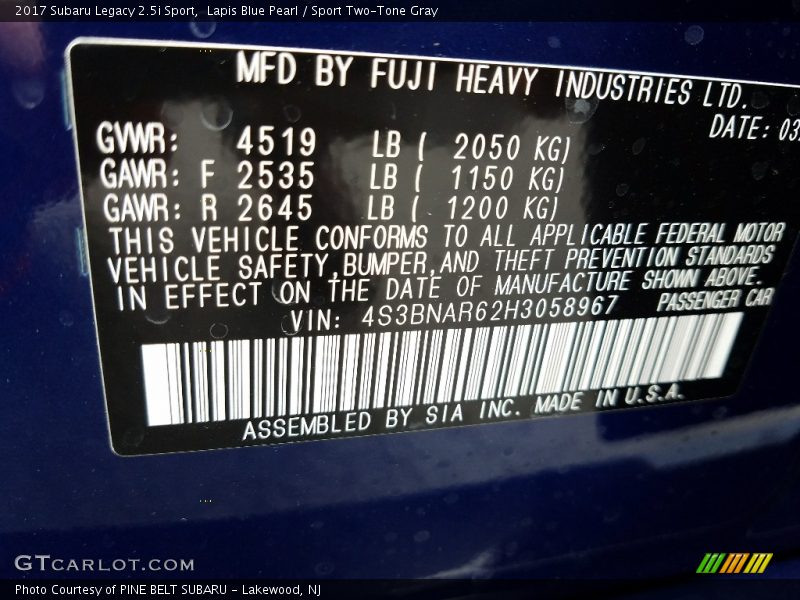 2017 Subaru Legacy 2.5i Sport,  Lapis Blue Pearl / Sport Two-Tone Gray
MFD BY FUJI HEAVY INDUSTRIES LTD.
DATE: 03
GVWR: 4519 LB ( 2050 KG)
GAWR: F 2535 LB ( 1150 KG)
GAWR: R 2645 LB ( 1200 KG)
THIS VEHICLE CONFORMS TO ALL APPLICABLE FEDERAL MOTOR
VEHICLE SAFETY,BUMPER,AND THEFT PREVENTION STANDARDS
IN EFFECT ON THE DATE OF MANUFACTURE SHOWN ABOVE.
VIN: 4S3BNAR62H3058967 PASSENGER CAR
ASSEMBLED BY SIA INC. MADE IN U.S.A.
GTCARLOT.COM
Photo Courtesy of PINE BELT SUBARU - Lakewood, NJ